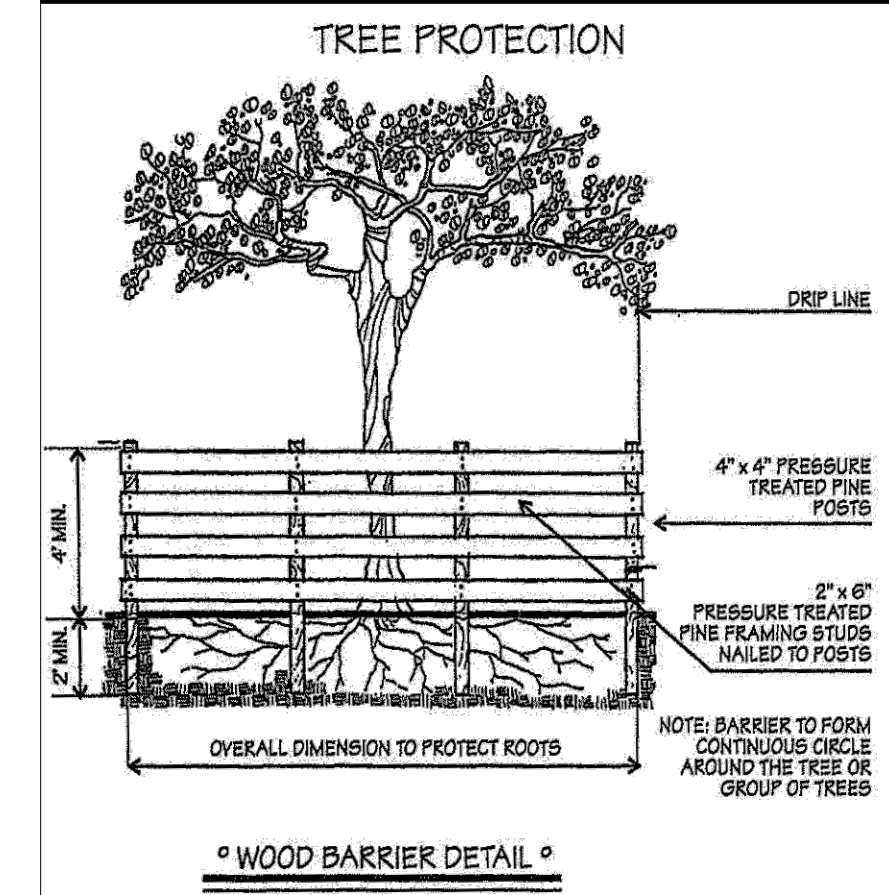 TREE PROTECTION
DRIP LINE
4" x 4" PRESSURE
TREATED PINE
POSTS
4' MIN.
2" x 6"
PRESSURE TREATED
PINE FRAMING STUDS
NAILED TO POSTS
2' MIN.
NOTE: BARRIER TO FORM
CONTINUOUS CIRCLE
AROUND THE TREE OR
GROUP OF TREES
OVERALL DIMENSION TO PROTECT ROOTS
° WOOD BARRIER DETAIL °